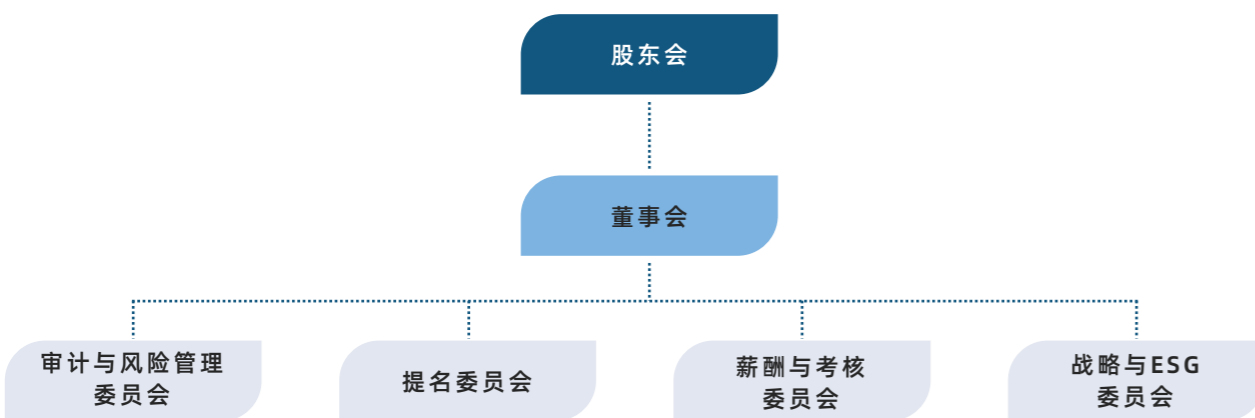 股东会
董事会
审计与风险管理
委员会
提名委员会
薪酬与考核
委员会
战略与ESG
委员会